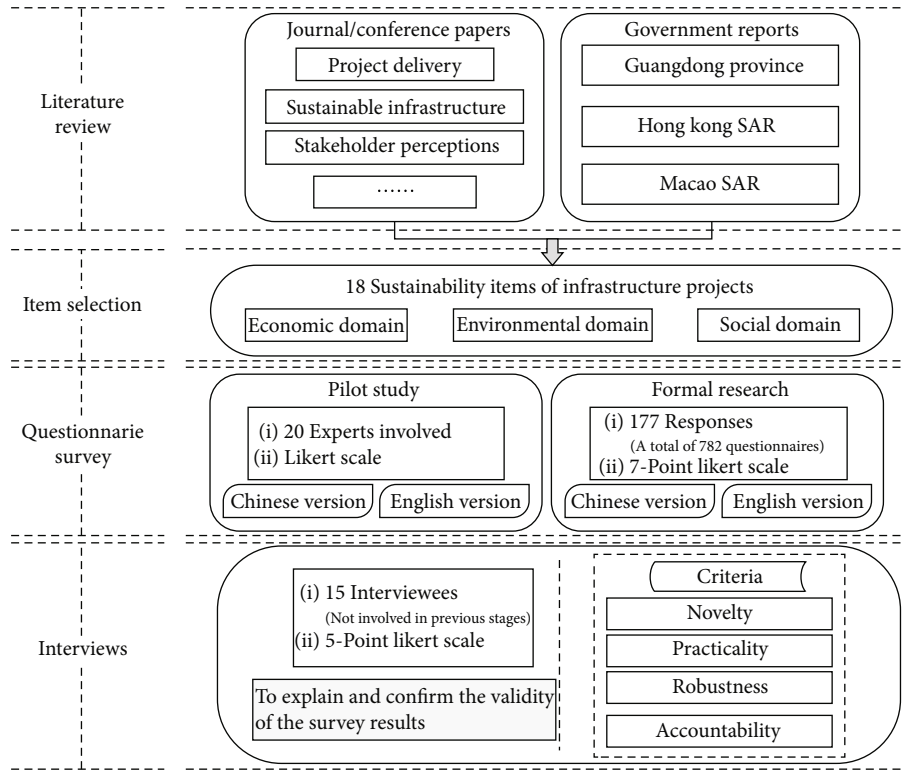 Literature
review
Journal/conference papers
Project delivery
Sustainable infrastructure
Stakeholder perceptions
......
Government reports
Guangdong province
Hong kong SAR
Macao SAR
Item selection
18 Sustainability items of infrastructure projects
Economic domain
Environmental domain
Social domain
Questionnarie
survey
Pilot study
(i) 20 Experts involved
(ii) Likert scale
Chinese version
English version
Formal research
(i) 177 Responses
(A total of 782 questionnaires)
(ii) 7-Point likert scale
Chinese version
English version
Interviews
(i) 15 Interviewees
(Not involved in previous stages)
(ii) 5-Point likert scale
To explain and confirm the validity
of the survey results
Criteria
Novelty
Practicality
Robustness
Accountability